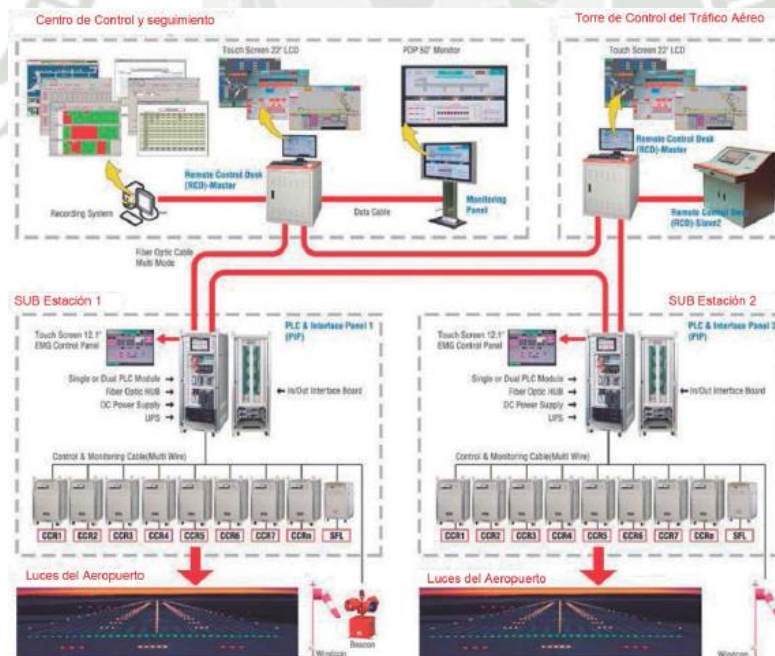 Centro de Control y seguimiento
Torre de Control del Tráfico Aéreo
Touch Screen 22' LCD
PDP 50' Monitor
Touch Screen 22' LCD
Remote Control Desk
(RCD)-Master
Recording System
Data Cable
Monitoring
Panel
Remote Control Desk
(RCD)-Master
Remote Control Des
(RCD)-Slave2
Fiber Optic Cable
Multi Mode
SUB Estación 1
Touch Screen 12.1"
EMG Control Panel
PLC & Interface Panel 1
(PIP)
Single or Dual PLC Module
Fiber Optic HUB
DC Power Supply
UPS
In/Out Interface Board
Control & Monitoring Cable(Multi Wire)
CCR1 CCR2 CCR3 CCR4 CCR5 CCR6 CCR7 CCRn SFL
Luces del Aeropuerto
Beacon
Windcon
SUB Estación 2
Touch Screen 12.1"
EMG Control Panel
PLC & Interface Panel
(PIP)
Single or Dual PLC Module
Fiber Optic HUB
DC Power Supply
UPS
In/Out Interface Board
Control & Monitoring Cable(Multi Wire)
CCR1 CCR2 CCR3 CCR4 CCR5 CCR6 CCR7 CCRn SFL
Luces del Aeropuerto
Windcon